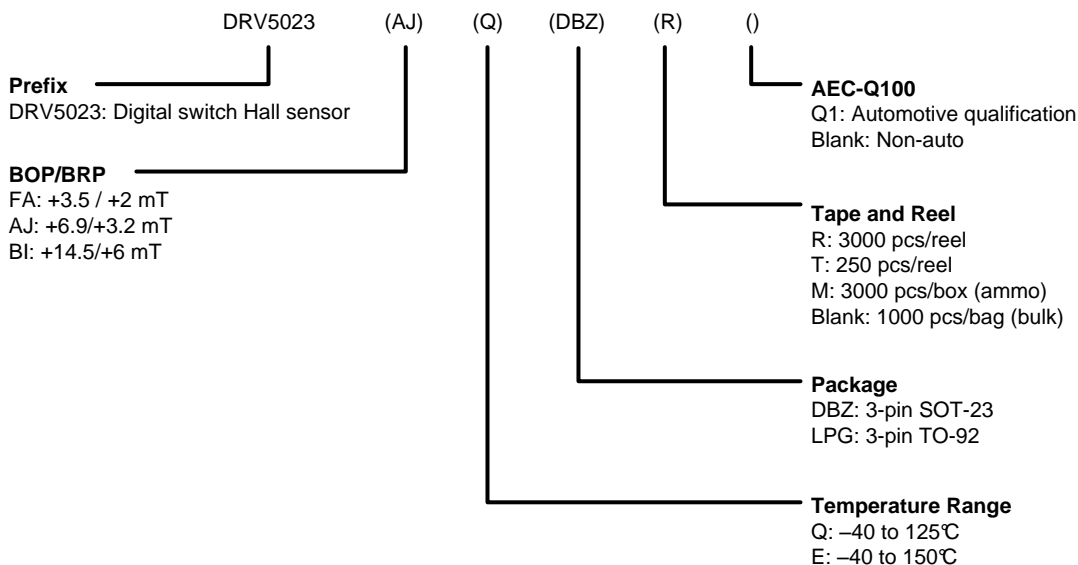 DRV5023 (AJ) (Q) (DBZ) (R) ()
Prefix
DRV5023: Digital switch Hall sensor
BOP/BRP
FA: +3.5 / +2 mT
AJ: +6.9/+3.2 mT
BI: +14.5/+6 mT
AEC-Q100
Q1: Automotive qualification
Blank: Non-auto
Tape and Reel
R: 3000 pcs/reel
T: 250 pcs/reel
M: 3000 pcs/box (ammo)
Blank: 1000 pcs/bag (bulk)
Package
DBZ: 3-pin SOT-23
LPG: 3-pin TO-92
Temperature Range
Q: –40 to 125°C
E: –40 to 150°C